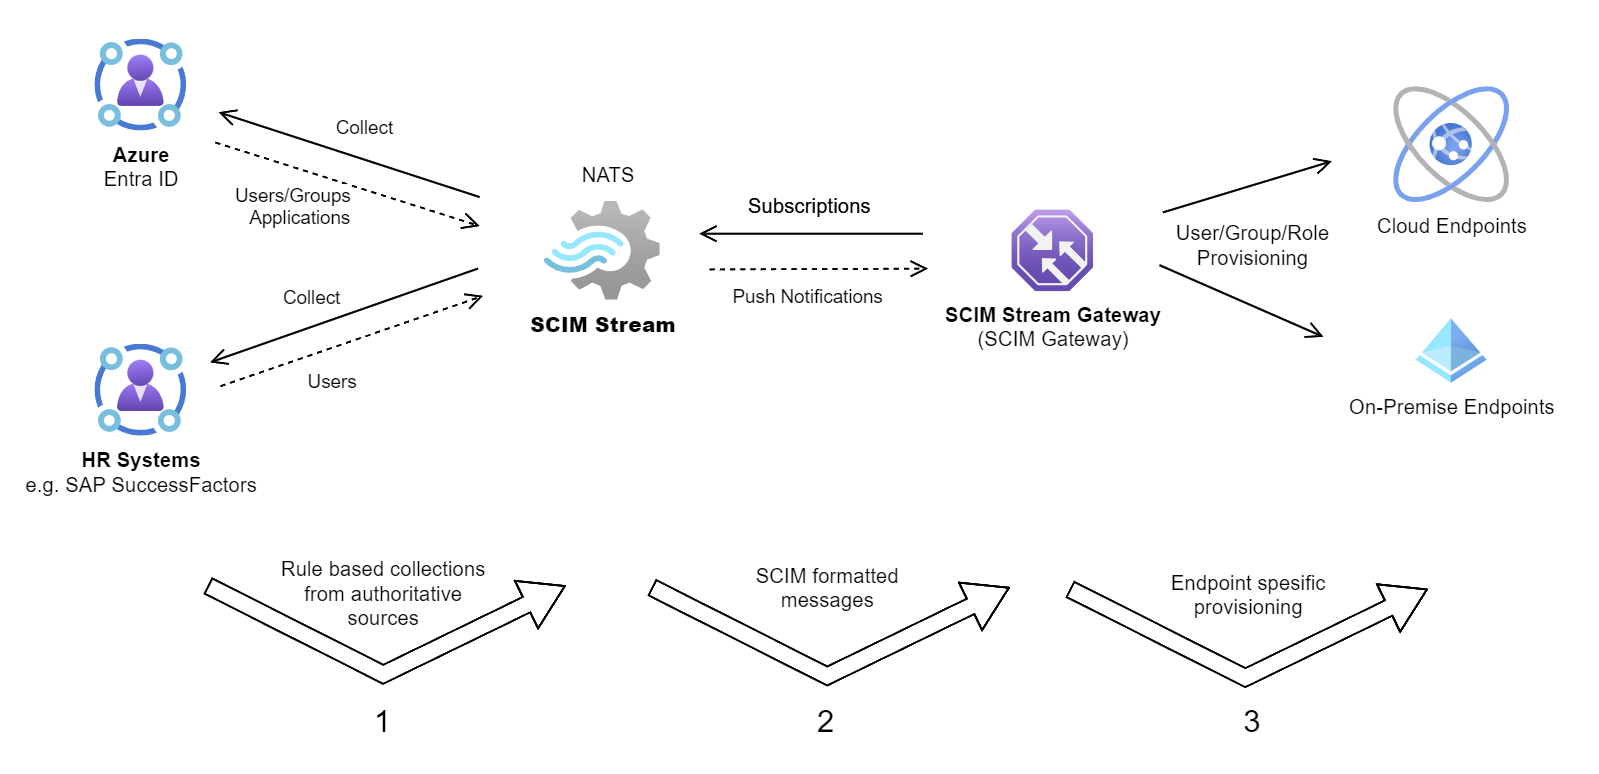 Azure
Entra ID
Collect
Users/Groups
Applications
NATS
SCIM Stream
Subscriptions
Push Notifications
SCIM Stream Gateway
(SCIM Gateway)
User/Group/Role
Provisioning
Cloud Endpoints
On-Premise Endpoints
Collect
Users
HR Systems
e.g. SAP SuccessFactors
Rule based collections
from authoritative
sources
1
SCIM formatted
messages
2
Endpoint spesific
provisioning
3